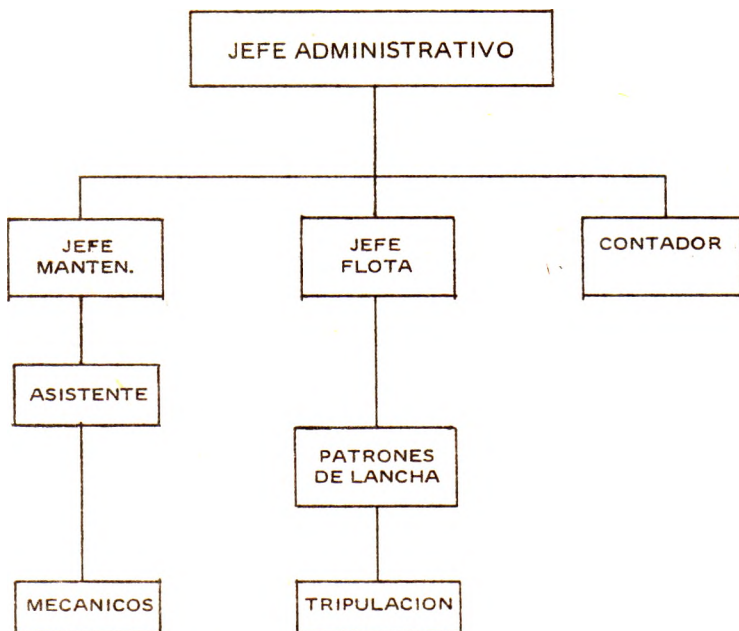 JEFE ADMINISTRATIVO
JEFE
MANTEN.
JEFE
FLOTA
CONTADOR
ASISTENTE
PATRONES
DE LANCHA
MECANICOS
TRIPULACION